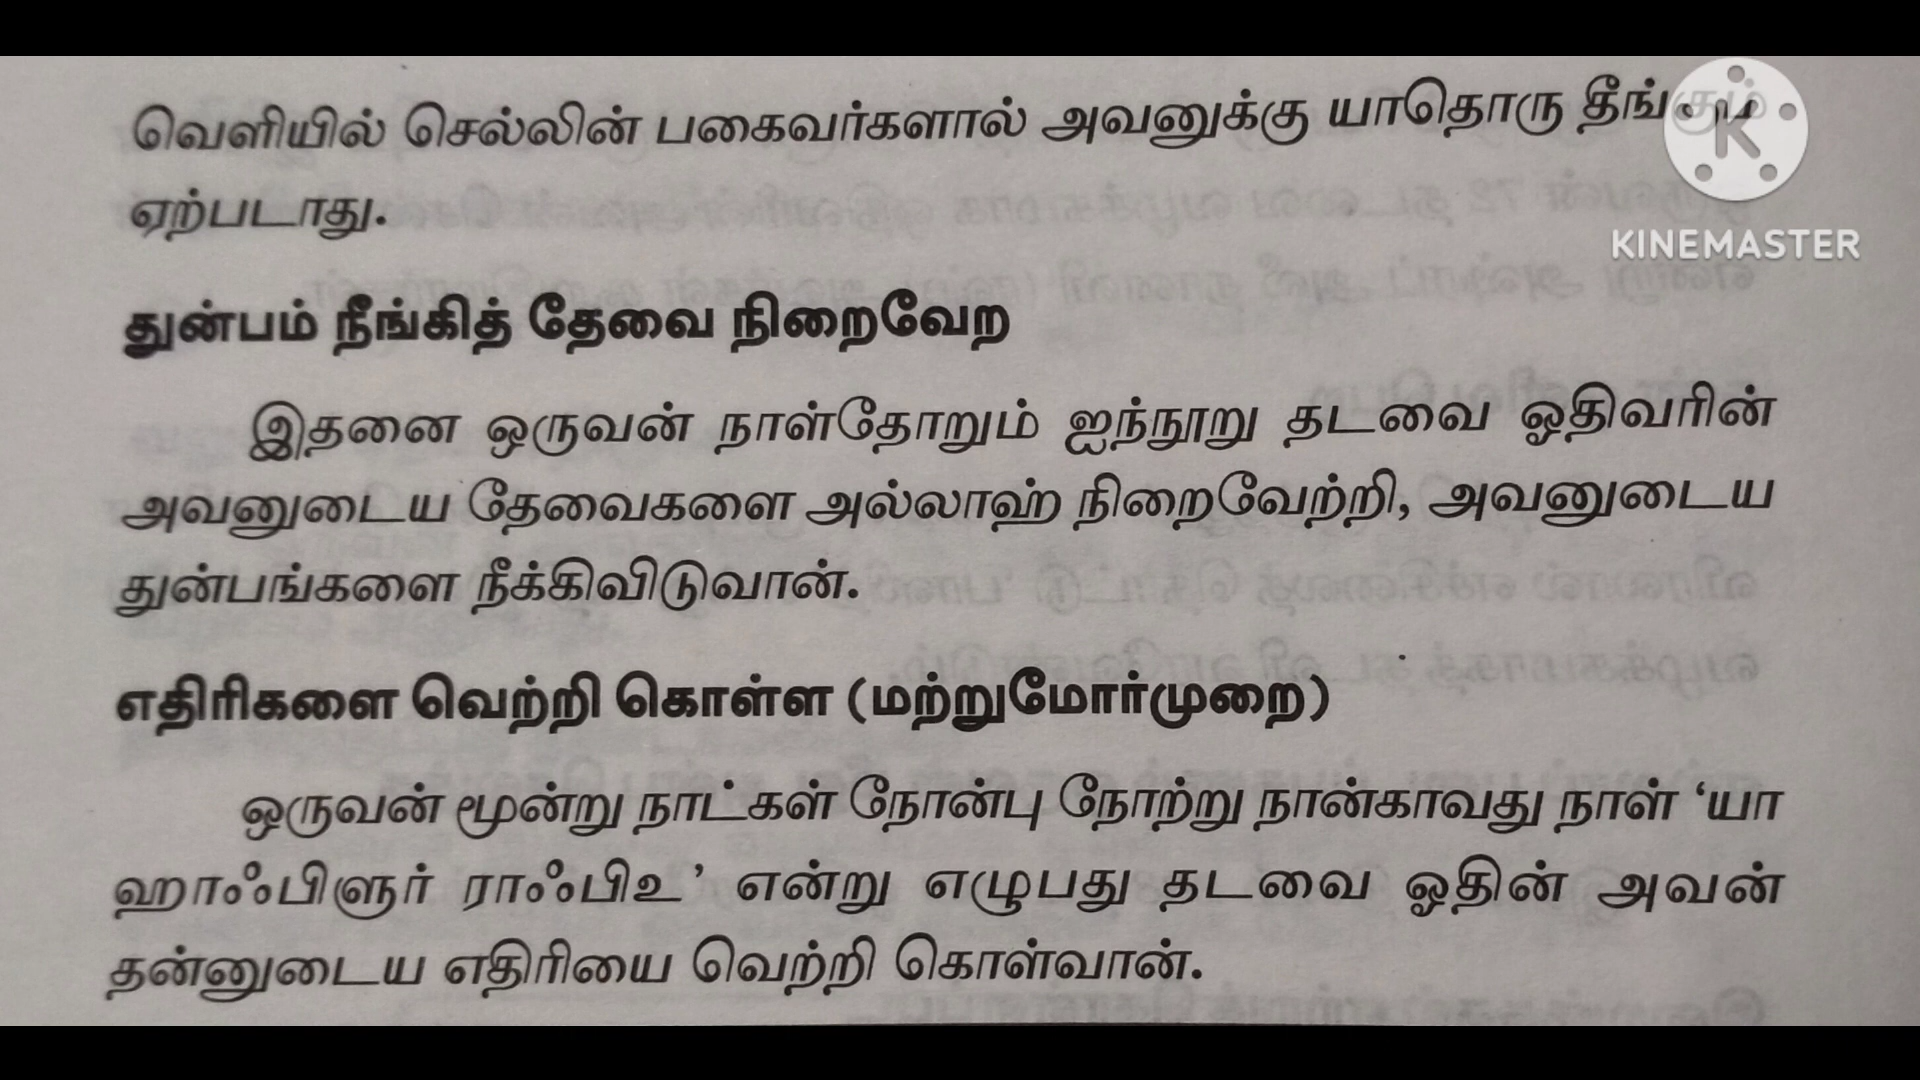 வெளியில் செல்லின் பகைவர்களால் அவனுக்கு யாதொரு தீங்கும்
ஏற்படாது.
KINEMASTER
துன்பம் நீங்கித் தேவை நிறைவேற
இதனை ஒருவன் நாள்தோறும் ஐந்நூறு தடவை ஓதிவரின்
அவனுடைய தேவைகளை அல்லாஹ் நிறைவேற்றி, அவனுடைய
துன்பங்களை நீக்கிவிடுவான்.
எதிரிகளை வெற்றி கொள்ள (மற்றுமோர்முறை)
ஒருவன் மூன்று நாட்கள் நோன்பு நோற்று நான்காவது நாள் ‘யா
ஹாஃபிளுர் ராஃபிஉ’ என்று எழுபது தடவை ஓதின் அவன்
தன்னுடைய எதிரியை வெற்றி கொள்வான்.